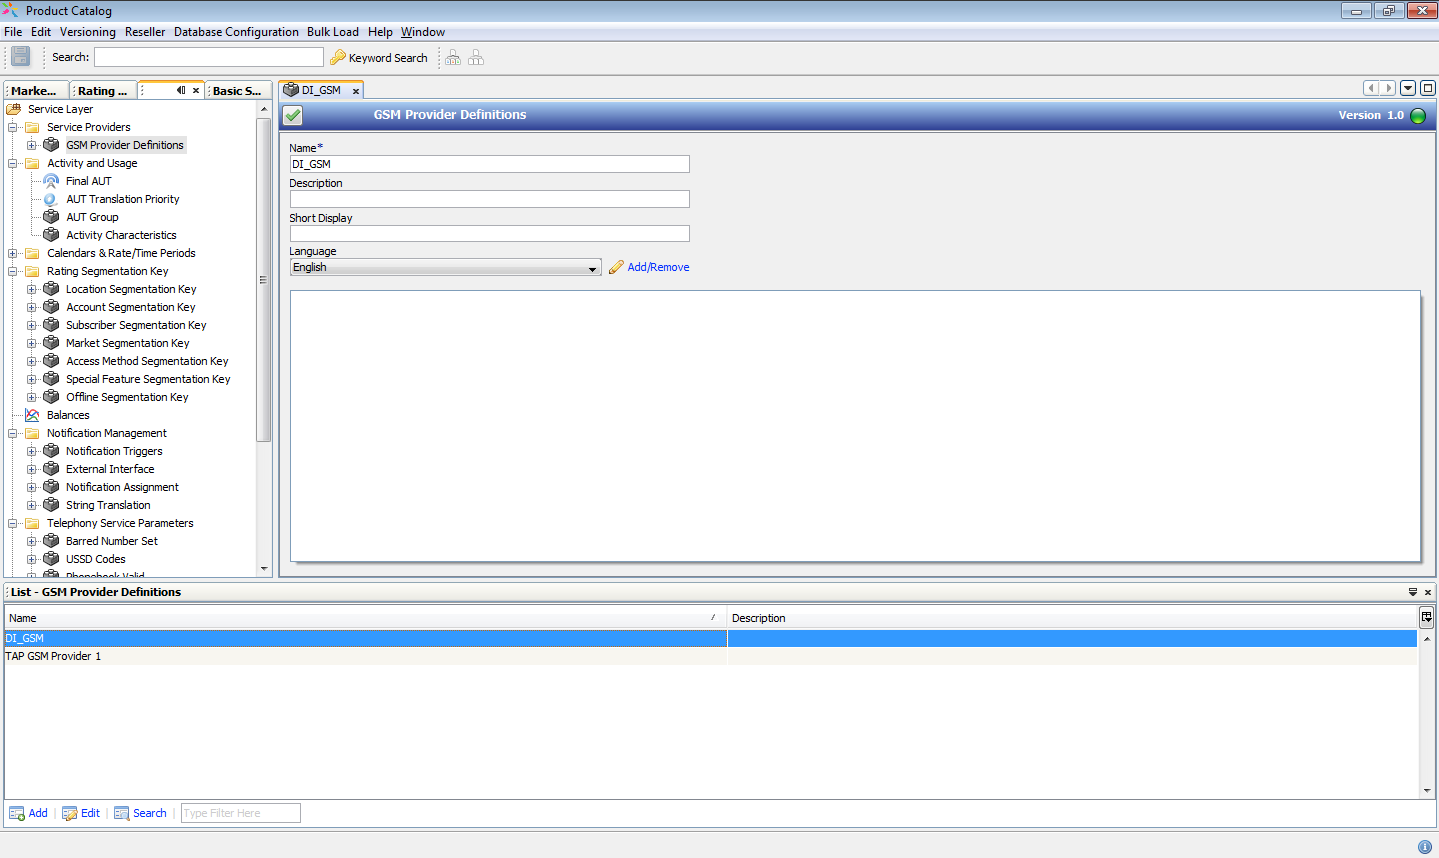 Product Catalog
File Edit Versioning Reseller Database Configuration Bulk Load Help Window
Search: Keyword Search
Marke... Rating ... Basic S...
Service Layer
Service Providers
GSM Provider Definitions
Activity and Usage
Final AUT
AUT Translation Priority
AUT Group
Activity Characteristics
Calendars & Rate/Time Periods
Rating Segmentation Key
Location Segmentation Key
Account Segmentation Key
Subscriber Segmentation Key
Market Segmentation Key
Access Method Segmentation Key
Special Feature Segmentation Key
Offline Segmentation Key
Balances
Notification Management
Notification Triggers
External Interface
Notification Assignment
String Translation
Telephony Service Parameters
Barred Number Set
USSD Codes
Phonebook Valid
DI_GSM
GSM Provider Definitions Version 1.0
Name*
DI_GSM
Description
Short Display
Language
English Add/Remove
List - GSM Provider Definitions
Name / Description
DI_GSM
TAP GSM Provider 1
Add | Edit | Search | Type Filter Here